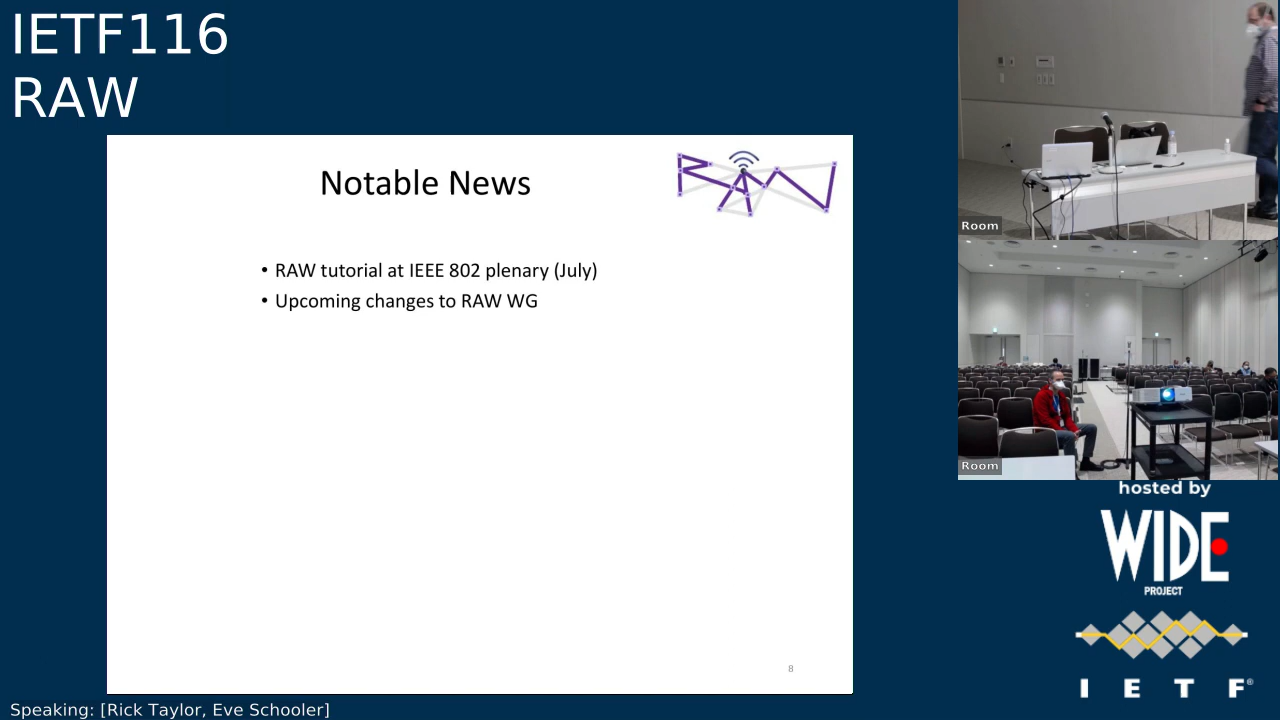 IETF116
RAW
Notable News
RAW
• RAW tutorial at IEEE 802 plenary (July)
• Upcoming changes to RAW WG
8
Room
Room
hosted by
WIDE
PROJECT
I E T F®
Speaking: [Rick Taylor, Eve Schooler]